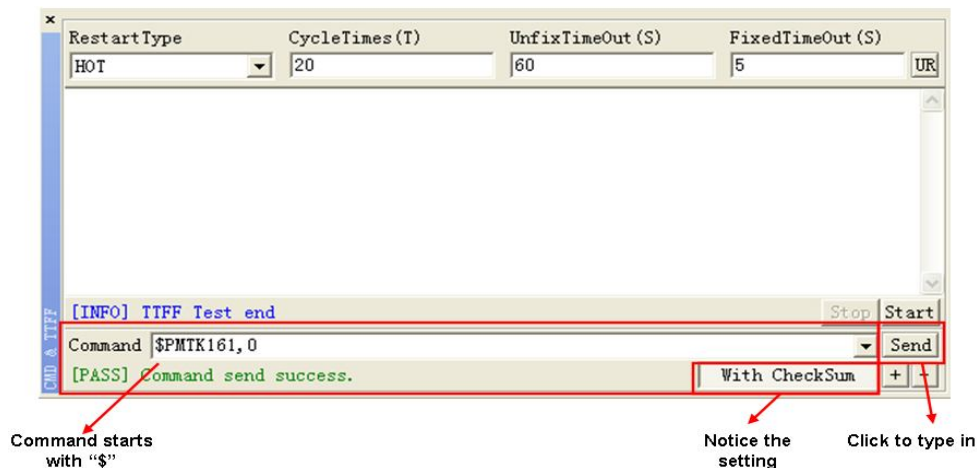 ×
RestartType CycleTimes(T) UnfixTimeOut(S) FixedTimeOut(S)
HOT 20 60 5 UR
[INFO] TTFF Test end Stop Start
Command $PMTK161,0 Send
[PASS] Command send success. With CheckSum + -
CMD & TTFF
Command starts with “$”
Notice the setting
Click to type in